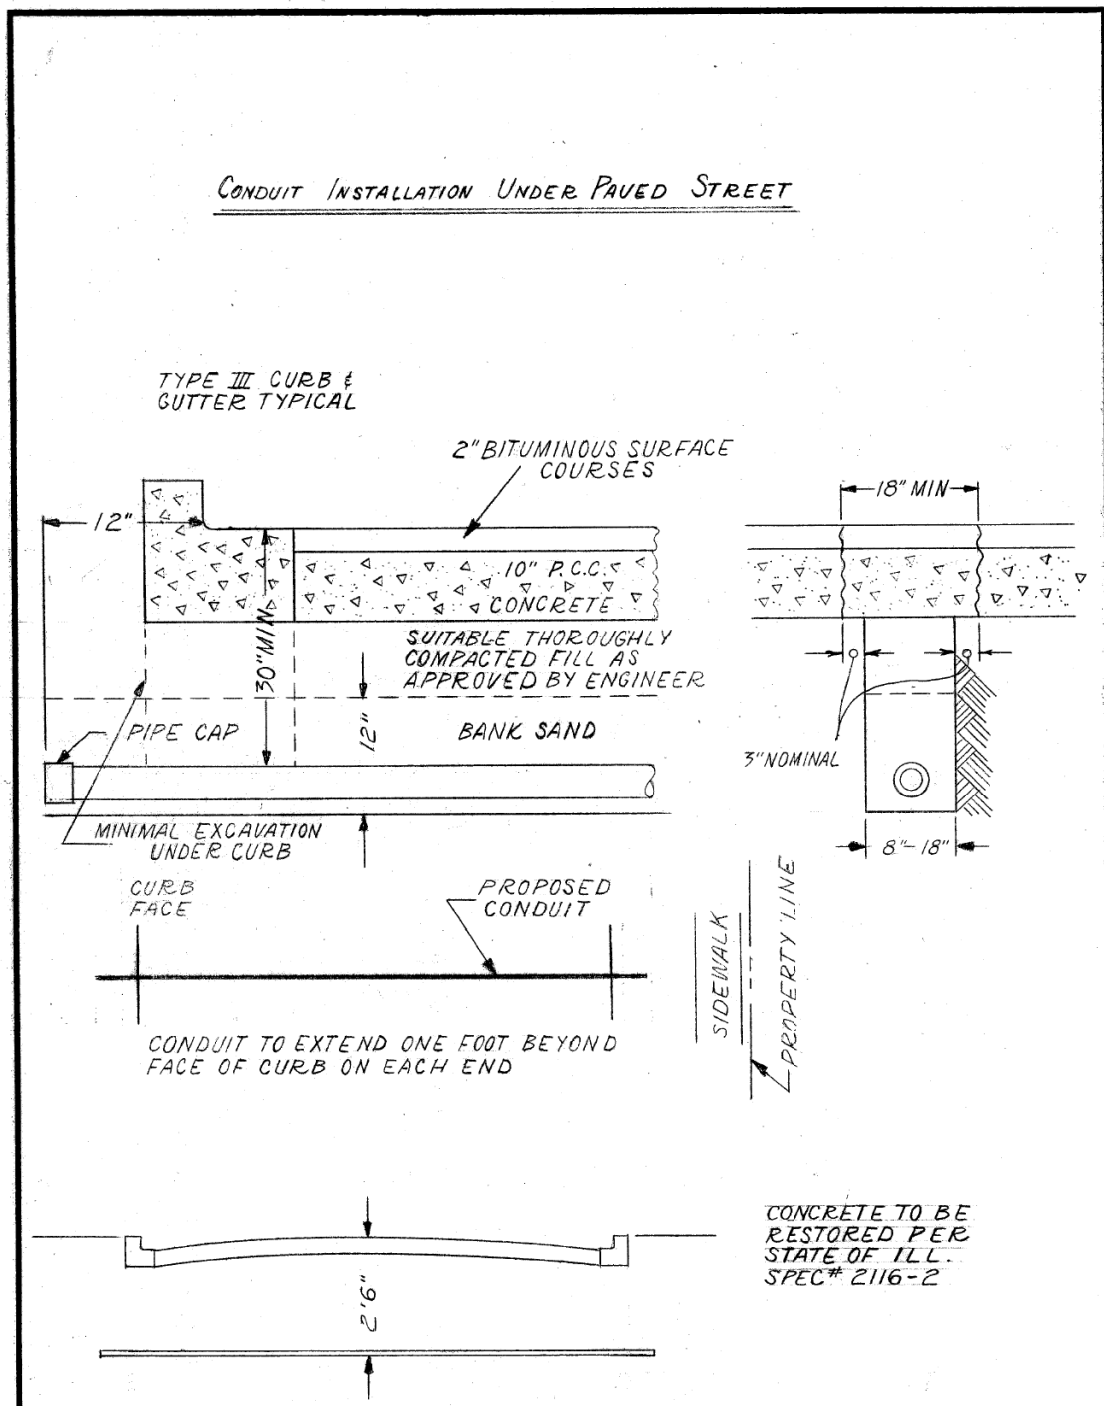 CONDUIT INSTALLATION UNDER PAVED STREET
TYPE III CURB &
GUTTER TYPICAL
2" BITUMINOUS SURFACE
COURSES
12"
18" MIN
10" P.C.C.
CONCRETE
30" MIN
SUITABLE THOROUGHLY
COMPACTED FILL AS
APPROVED BY ENGINEER
PIPE CAP
12"
BANK SAND
3" NOMINAL
MINIMAL EXCAVATION
UNDER CURB
8"-18"
CURB
FACE
PROPOSED
CONDUIT
SIDEWALK
PROPERTY LINE
CONDUIT TO EXTEND ONE FOOT BEYOND
FACE OF CURB ON EACH END
2'6"
CONCRETE TO BE
RESTORED PER
STATE OF ILL.
SPEC# 2116-2